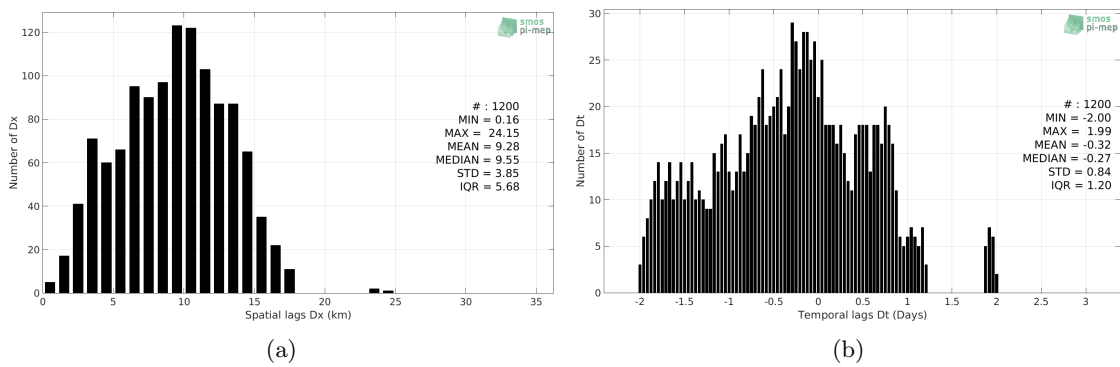 120
100
80
60
40
20
0
Number of Dx
0 5 10 15 20 25 30 35
Spatial lags Dx (km)
smos
pi-mep
# : 1200
MIN = 0.16
MAX = 24.15
MEAN = 9.28
MEDIAN = 9.55
STD = 3.85
IQR = 5.68
(a)
30
25
20
15
10
5
0
Number of Dt
-2 -1.5 -1 -0.5 0 0.5 1 1.5 2 2.5 3
Temporal lags Dt (Days)
smos
pi-mep
# : 1200
MIN = -2.00
MAX = 1.99
MEAN = -0.32
MEDIAN = -0.27
STD = 0.84
IQR = 1.20
(b)